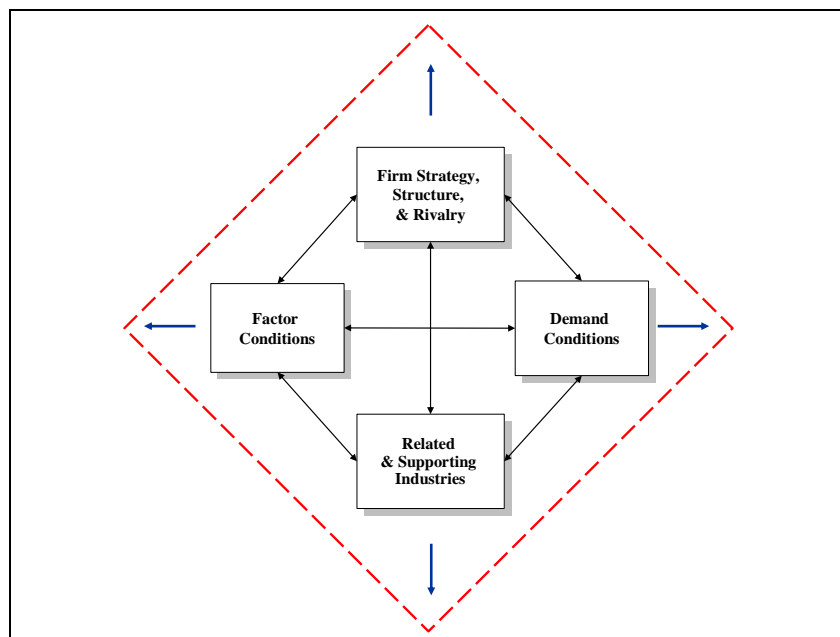 Firm Strategy,
Structure,
& Rivalry
Factor
Conditions
Demand
Conditions
Related
& Supporting
Industries